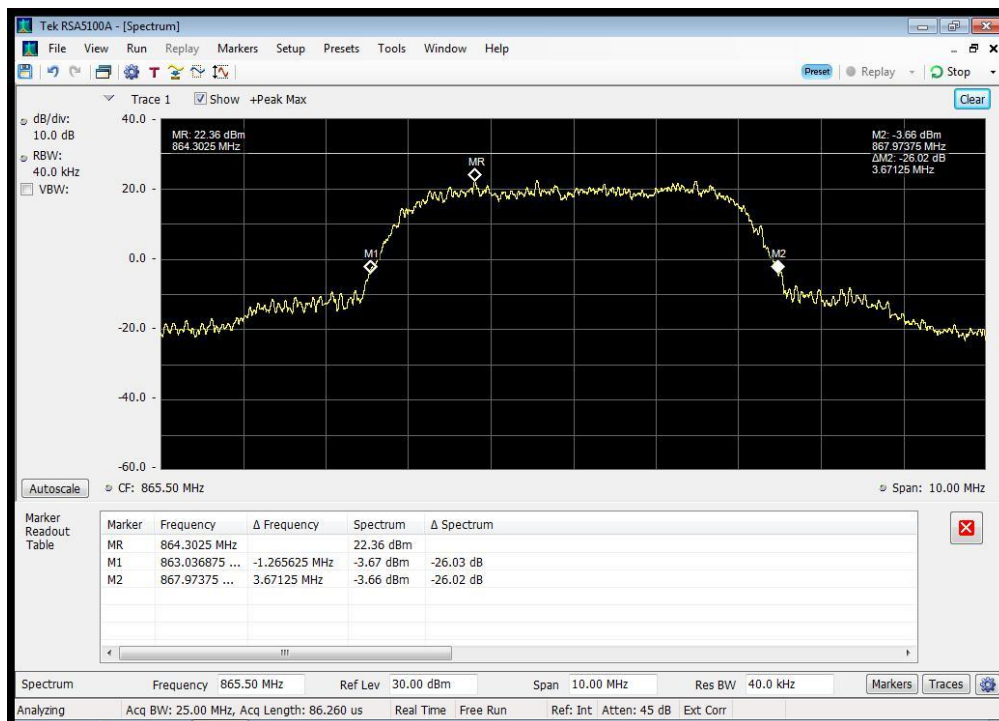 Tek RSA5100A - [Spectrum]
File View Run Replay Markers Setup Presets Tools Window Help
T Preset Replay Stop
Trace 1 Show +Peak Max Clear
dB/div:
10.0 dB
RBW:
40.0 kHz
VBW:
40.0
20.0
0.0
-20.0
-40.0
-60.0
MR: 22.36 dBm
864.3025 MHz
M2: -3.66 dBm
867.97375 MHz
ΔM2: -26.02 dB
3.67125 MHz
MR
M1
M2
Autoscale CF: 865.50 MHz Span: 10.00 MHz
Marker
Readout
Table
Marker Frequency Δ Frequency Spectrum Δ Spectrum
MR 864.3025 MHz 22.36 dBm
M1 863.036875 ... -1.265625 MHz -3.67 dBm -26.03 dB
M2 867.97375 ... 3.67125 MHz -3.66 dBm -26.02 dB
Spectrum Frequency 865.50 MHz Ref Lev 30.00 dBm Span 10.00 MHz Res BW 40.0 kHz Markers Traces
Analyzing Acq BW: 25.00 MHz, Acq Length: 86.260 us Real Time Free Run Ref: Int Atten: 45 dB Ext Corr